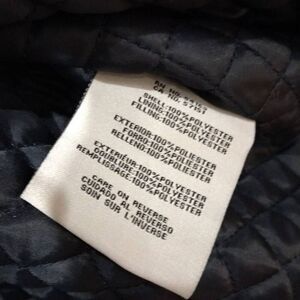 SHELL:100%POLYESTER
LINING:100%POLYESTER
FILLING:100%POLYESTER
EXTERIOR:100%POLIESTER
FORRO:100%POLIESTER
RELLENO:100%POLIESTER
EXTERIEUR:100%POLYESTER
DOUBLURE:100%POLYESTER
REMPLISSAGE:100%POLYESTER
CARE ON REVERSE
CUIDADO AL REVERSO
SOIN SUR L'INVERSE